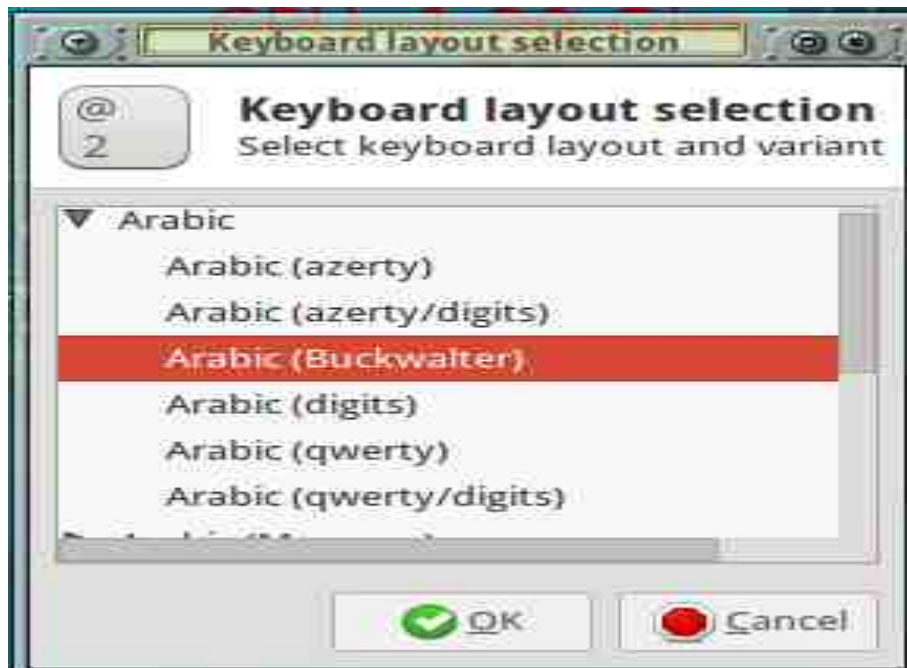 Keyboard layout selection
@
2
Keyboard layout selection
Select keyboard layout and variant
Arabic
Arabic (azerty)
Arabic (azerty/digits)
Arabic (Buckwalter)
Arabic (digits)
Arabic (qwerty)
Arabic (qwerty/digits)
OK
Cancel